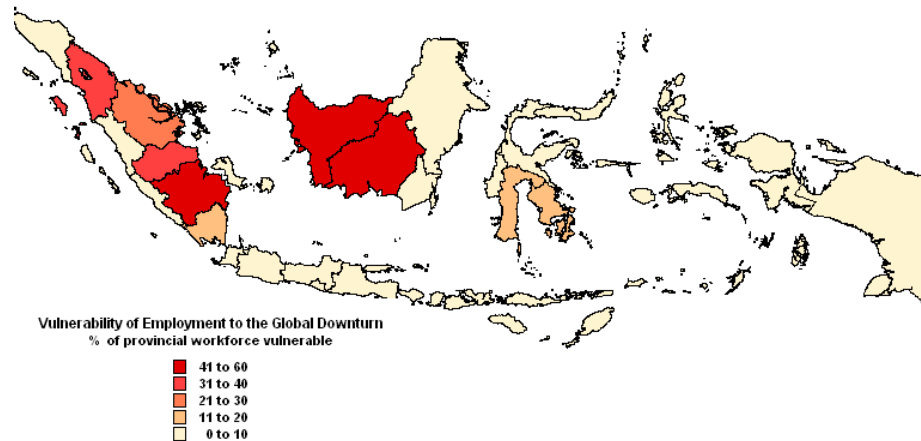 Vulnerability of Employment to the Global Downturn
% of provincial workforce vulnerable
41 to 60
31 to 40
21 to 30
11 to 20
0 to 10